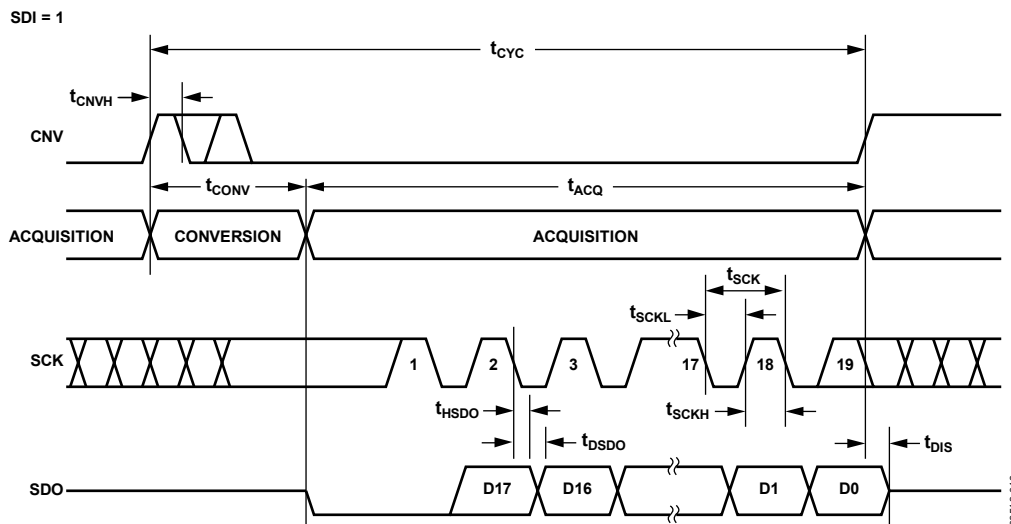 SDI = 1
tCYC
tCNVH
CNV
tCONV
tACQ
ACQUISITION
CONVERSION
ACQUISITION
tSCK
tSCKL
SCK
1
2
3
17
18
19
tHSDO
tSCKH
tDSDO
tDIS
SDO
D17
D16
D1
D0